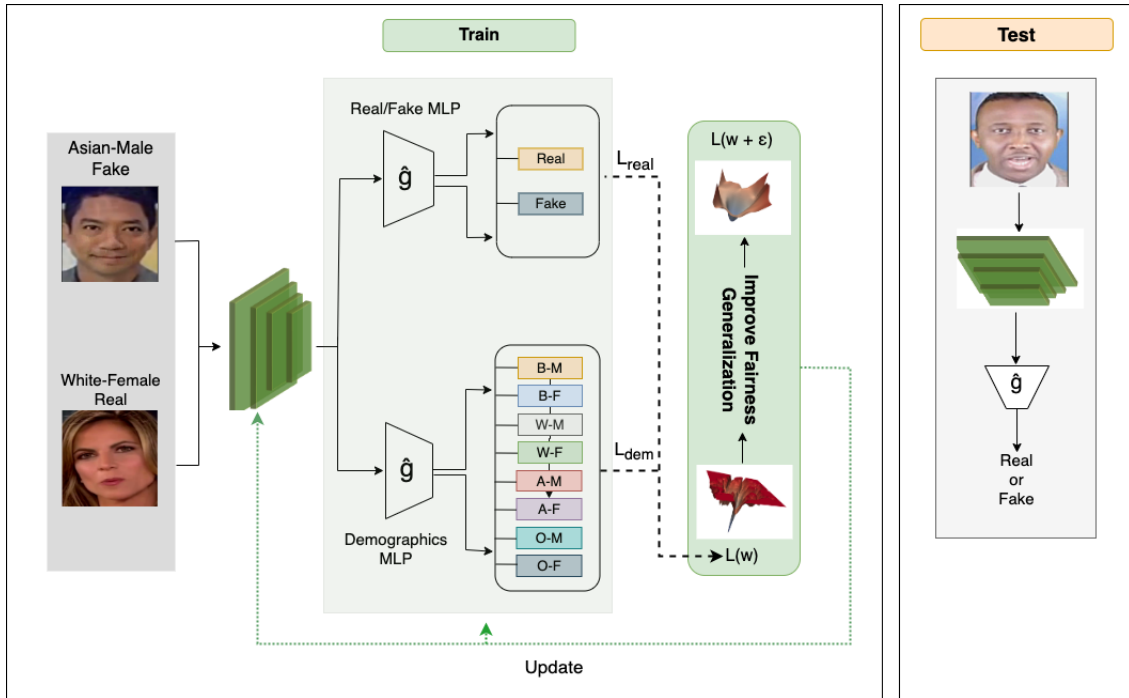 Train
Asian-Male
Fake
White-Female
Real
Real/Fake MLP
ĝ
Real
Fake
L_real
ĝ
Demographics
MLP
B-M
B-F
W-M
W-F
A-M
A-F
O-M
O-F
L_dem
L(w + ε)
Improve Fairness
Generalization
L(w)
Update
Test
ĝ
Real
or
Fake